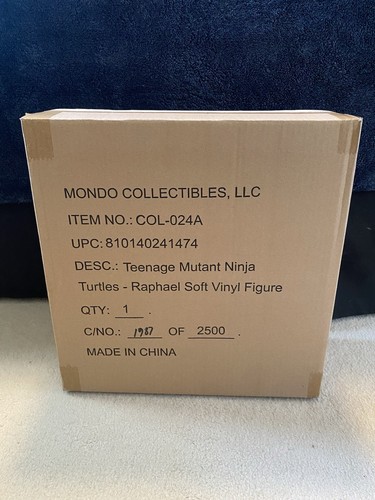 MONDO COLLECTIBLES, LLC
ITEM NO.: COL-024A
UPC: 810140241474
DESC.: Teenage Mutant Ninja
Turtles - Raphael Soft Vinyl Figure
QTY: 1 .
C/NO.: 1987 OF 2500 .
MADE IN CHINA